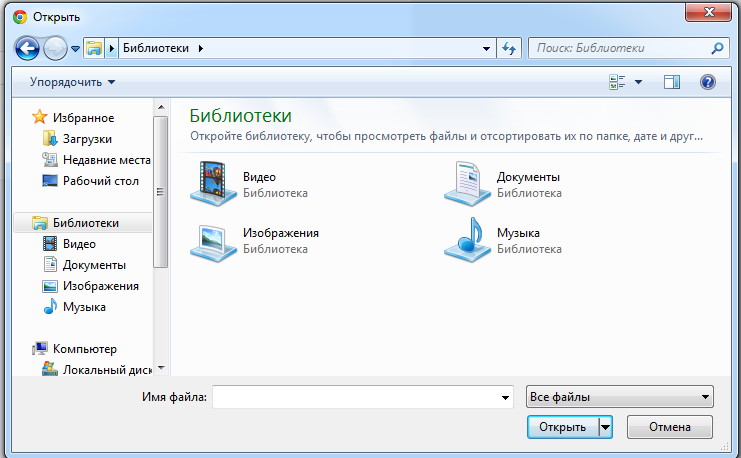 Открыть
Библиотеки
Поиск: Библиотеки
Упорядочить
Избранное
Загрузки
Недавние места
Рабочий стол
Библиотеки
Видео
Документы
Изображения
Музыка
Компьютер
Локальный диск
Библиотеки
Откройте библиотеку, чтобы просмотреть файлы и отсортировать их по папке, дате и друг...
Видео
Библиотека
Документы
Библиотека
Изображения
Библиотека
Музыка
Библиотека
Имя файла:
Все файлы
Открыть
Отмена